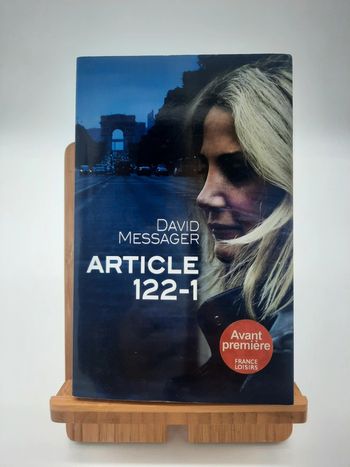 DAVID
MESSAGER
ARTICLE
122-1
Avant
première
FRANCE
LOISIRS